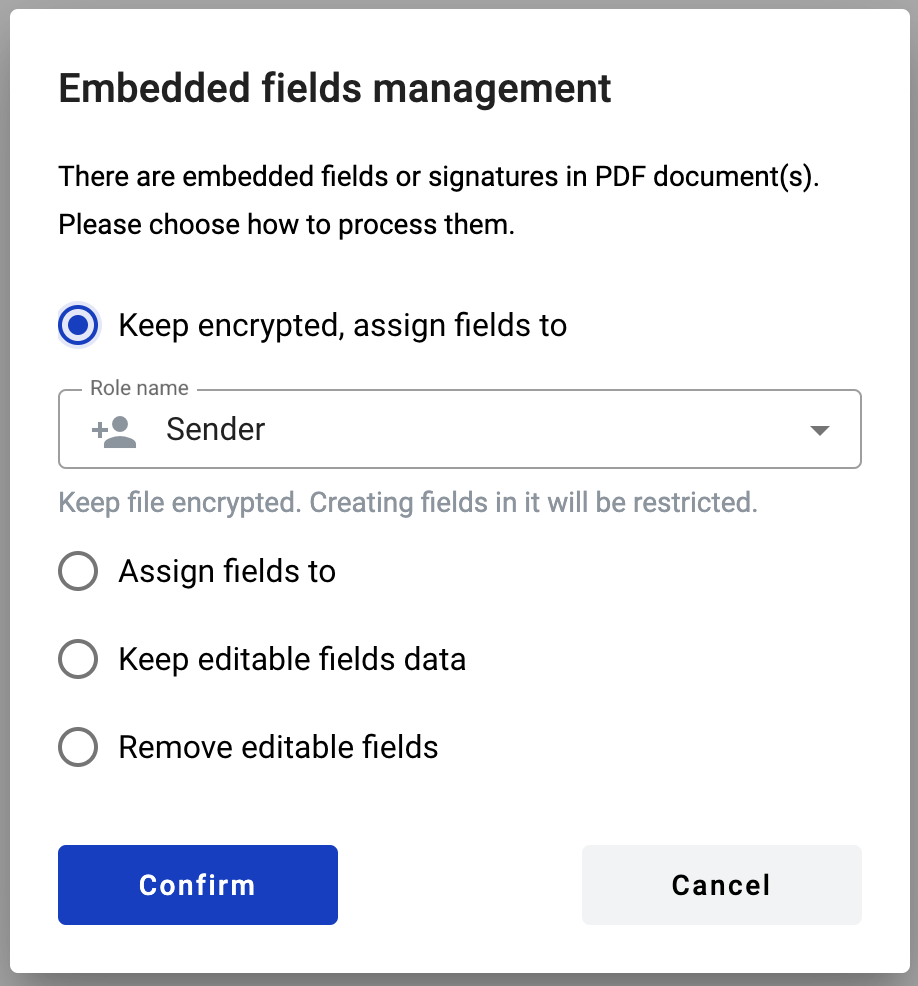 Embedded fields management
There are embedded fields or signatures in PDF document(s).
Please choose how to process them.
Keep encrypted, assign fields to
Role name
Sender
Keep file encrypted. Creating fields in it will be restricted.
Assign fields to
Keep editable fields data
Remove editable fields
Confirm
Cancel